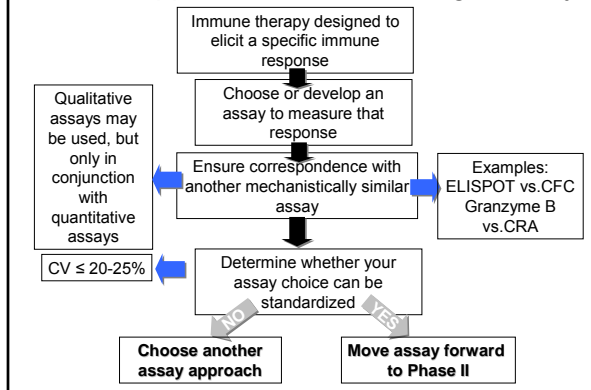 Immune therapy designed to
elicit a specific immune
response
Choose or develop an
assay to measure that
response
Qualitative
assays may
be used, but
only in
conjunction
with
quantitative
assays
Ensure correspondence with
another mechanistically similar
assay
Examples:
ELISPOT vs.CFC
Granzyme B
vs.CRA
CV ≤ 20-25%
Determine whether your
assay choice can be
standardized
NO
YES
Choose another
assay approach
Move assay forward
to Phase II